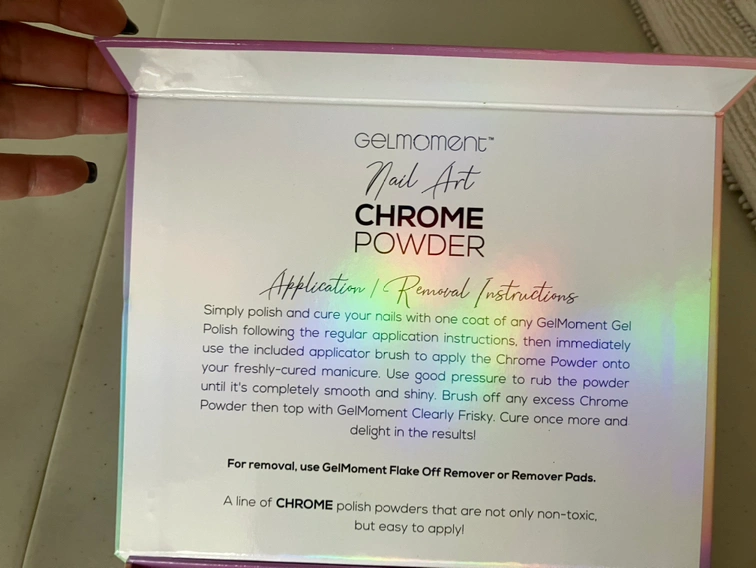 GELMOMENT™
Nail Art
CHROME
POWDER
Application / Removal Instructions
Simply polish and cure your nails with one coat of any GelMoment Gel
Polish following the regular application instructions, then immediately
use the included applicator brush to apply the Chrome Powder onto
your freshly-cured manicure. Use good pressure to rub the powder
until it's completely smooth and shiny. Brush off any excess Chrome
Powder then top with GelMoment Clearly Frisky. Cure once more and
delight in the results!
For removal, use GelMoment Flake Off Remover or Remover Pads.
A line of CHROME polish powders that are not only non-toxic,
but easy to apply!